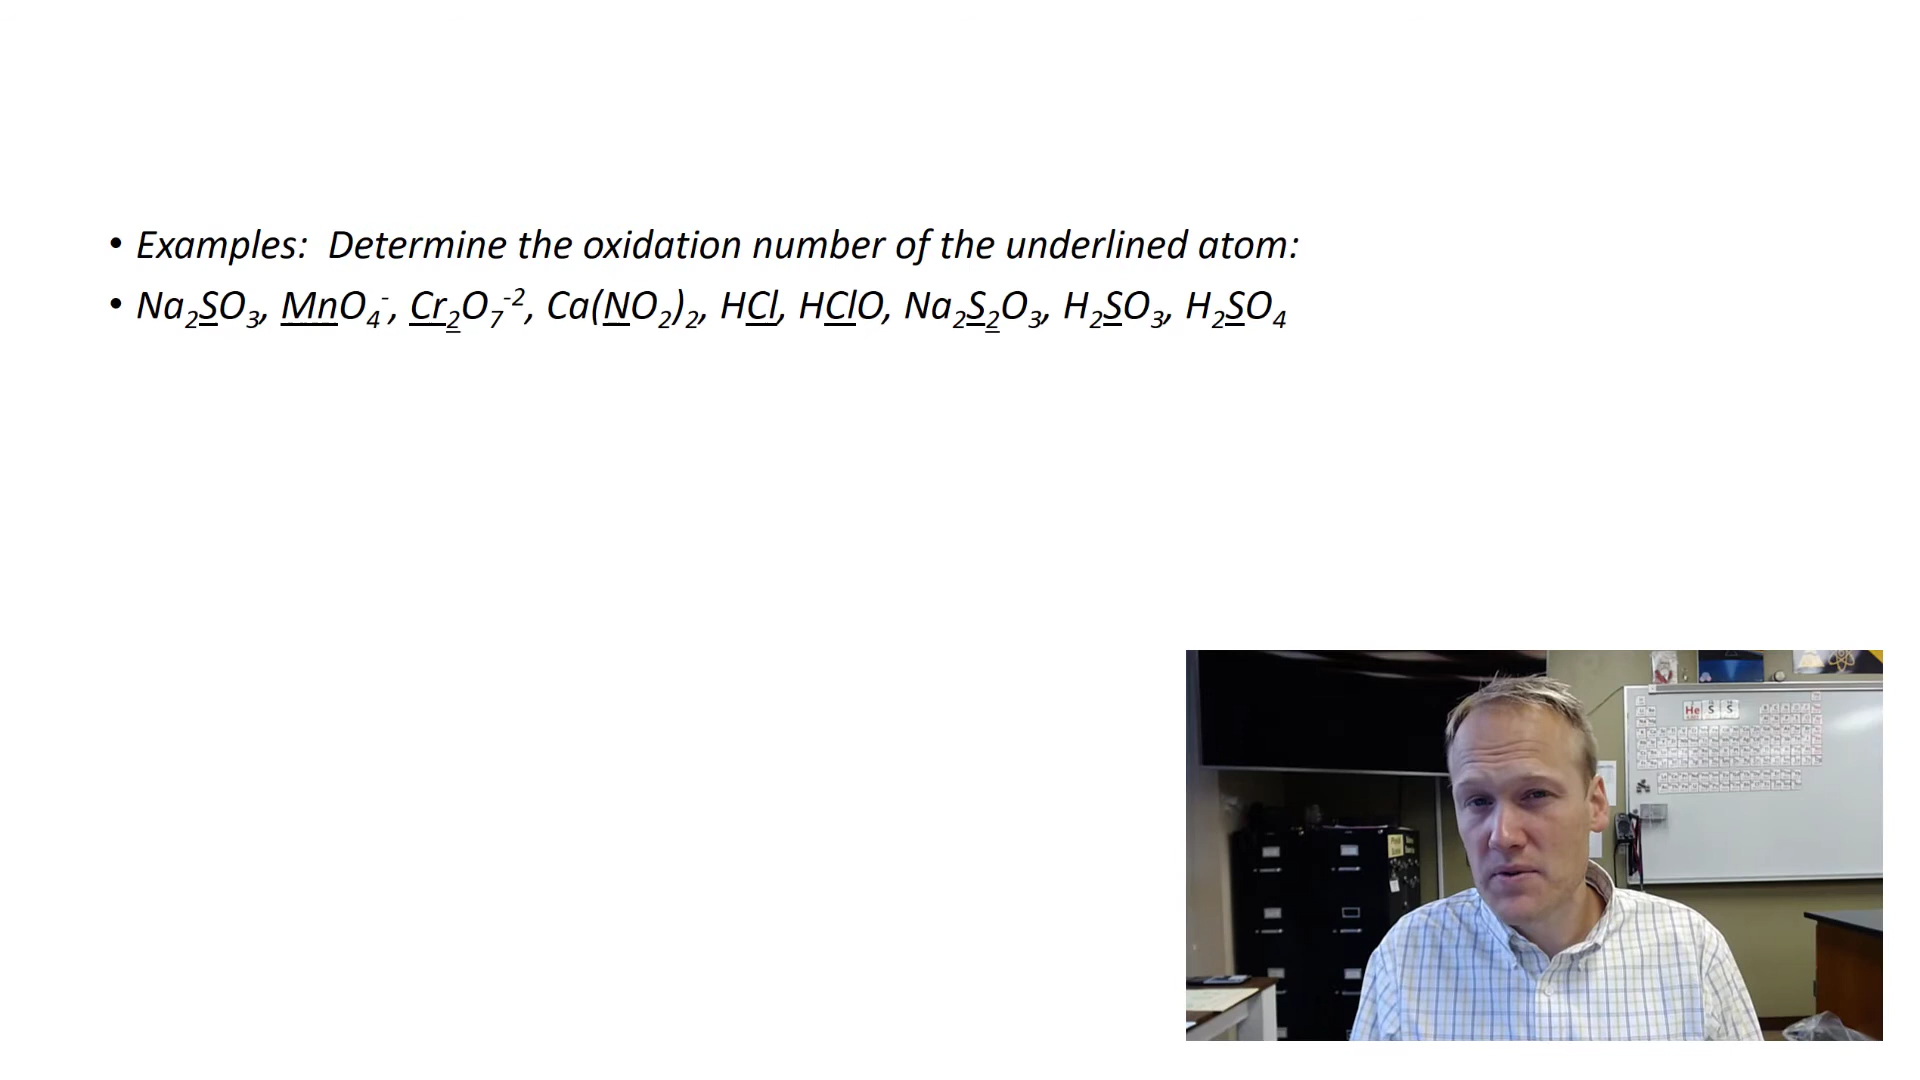 • Examples:  Determine the oxidation number of the underlined atom:
• Na₂SO₃, MnO₄⁻, Cr₂O₇⁻², Ca(NO₂)₂, HCl, HClO, Na₂S₂O₃, H₂SO₃, H₂SO₄
He S S